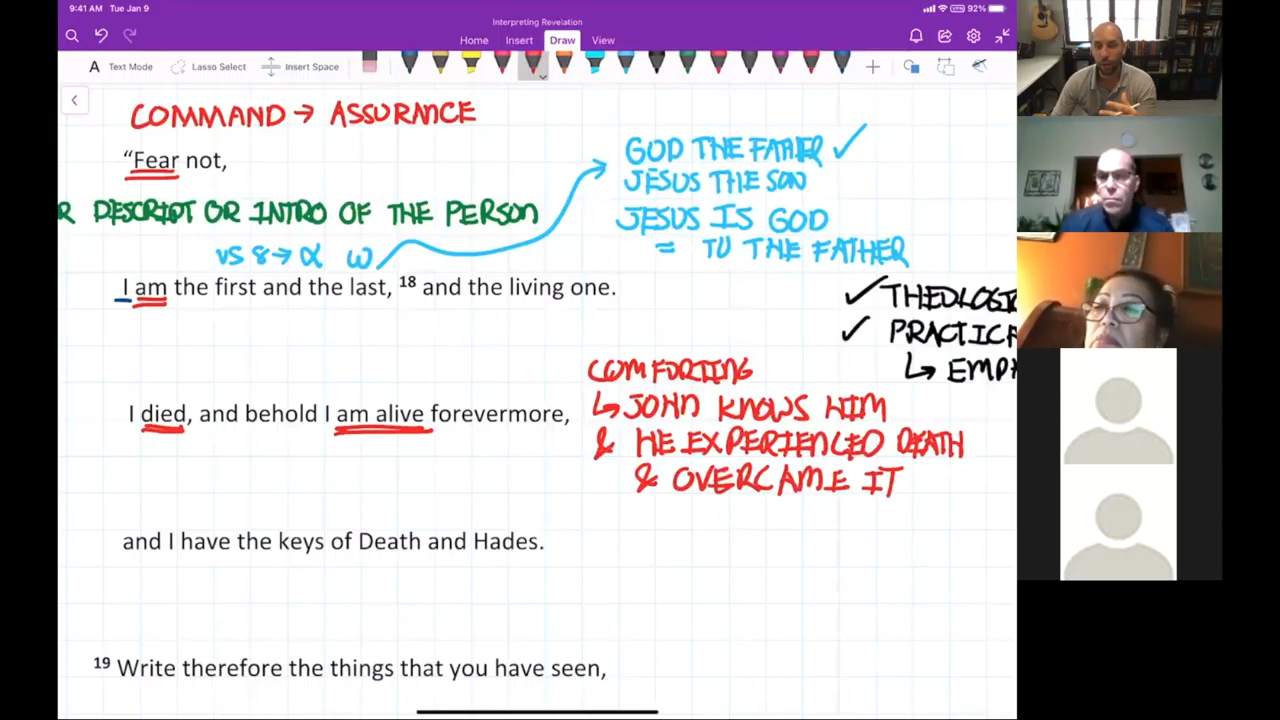 9:41 AM Tue Jan 9
VPN 92%
Interpreting Revelation
Home Insert Draw View
A Text Mode Lasso Select Insert Space
COMMAND → ASSURANCE
“Fear not,
GOD THE FATHER ✓
JESUS THE SON
JESUS IS GOD
= TO THE FATHER
R DESCRIPT OR INTRO OF THE PERSON
VS 8 → α ω
I am the first and the last, 18 and the living one.
✓ THEOLOGIC
✓ PRACTICA
↳ EMPH
COMFORTING
I died, and behold I am alive forevermore,
↳ JOHN KNOWS HIM
& HE EXPERIENCED DEATH
& OVERCAME IT
and I have the keys of Death and Hades.
19 Write therefore the things that you have seen,